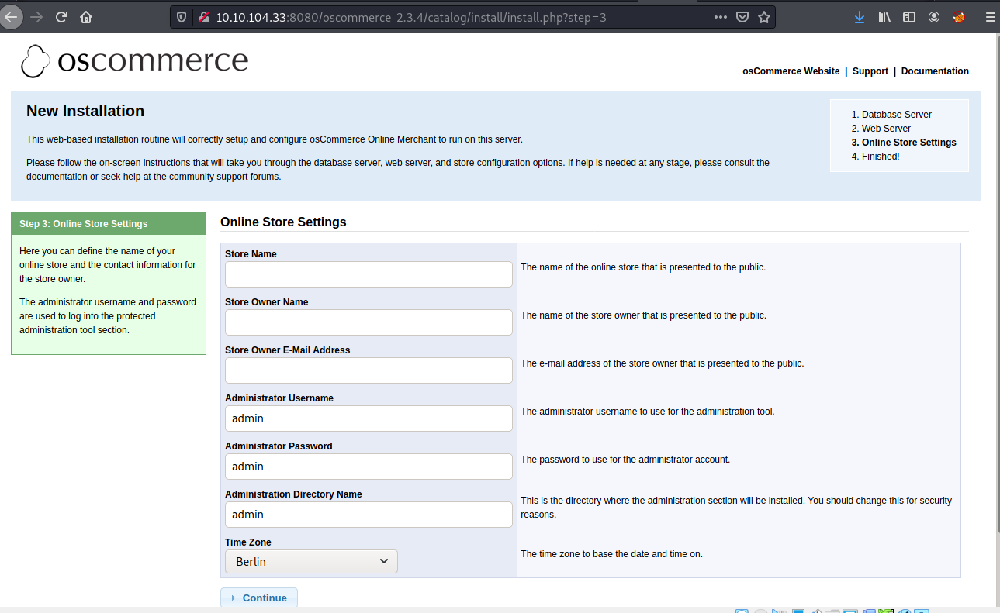 10.10.104.33:8080/oscommerce-2.3.4/catalog/install/install.php?step=3
oscommerce
osCommerce Website | Support | Documentation
New Installation
This web-based installation routine will correctly setup and configure osCommerce Online Merchant to run on this server.
Please follow the on-screen instructions that will take you through the database server, web server, and store configuration options. If help is needed at any stage, please consult the
documentation or seek help at the community support forums.
1. Database Server
2. Web Server
3. Online Store Settings
4. Finished!
Step 3: Online Store Settings
Here you can define the name of your
online store and the contact information for
the store owner.
The administrator username and password
are used to log into the protected
administration tool section.
Online Store Settings
Store Name
The name of the online store that is presented to the public.
Store Owner Name
The name of the store owner that is presented to the public.
Store Owner E-Mail Address
The e-mail address of the store owner that is presented to the public.
Administrator Username
admin
The administrator username to use for the administration tool.
Administrator Password
admin
The password to use for the administrator account.
Administration Directory Name
admin
This is the directory where the administration section will be installed. You should change this for security
reasons.
Time Zone
Berlin
The time zone to base the date and time on.
Continue